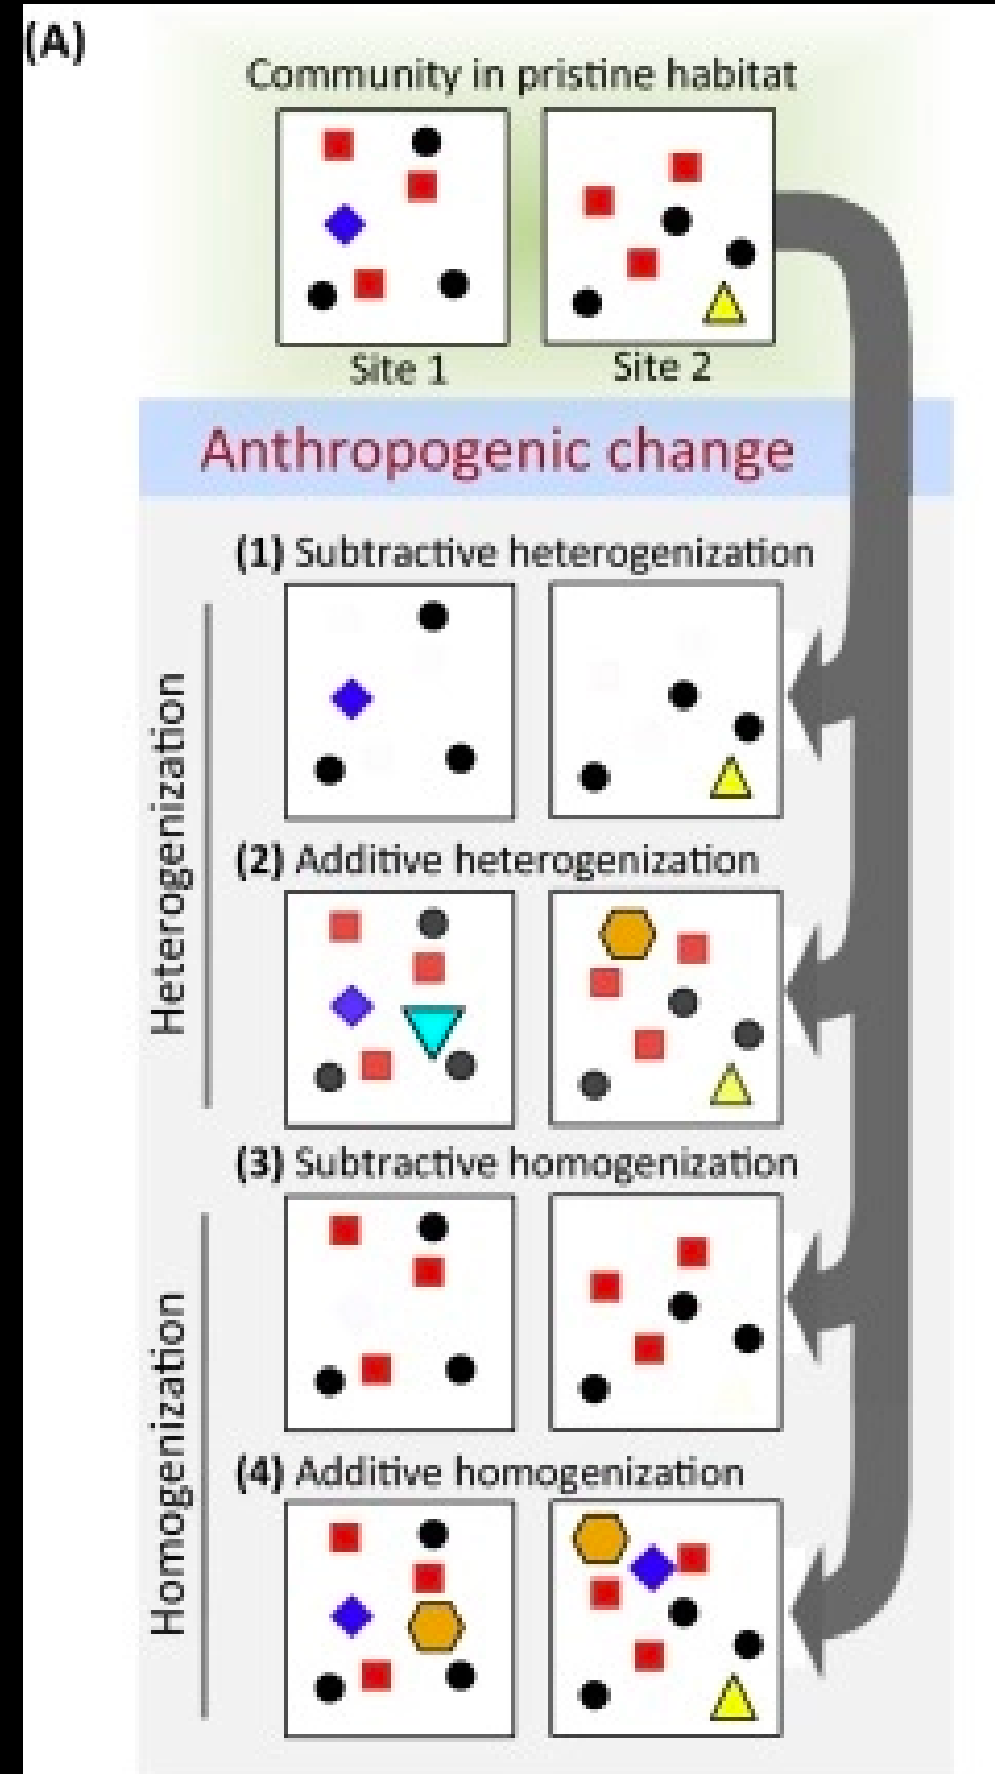 (A)
Community in pristine habitat
Site 1
Site 2
Anthropogenic change
Heterogenization
(1) Subtractive heterogenization
(2) Additive heterogenization
Homogenization
(3) Subtractive homogenization
(4) Additive homogenization